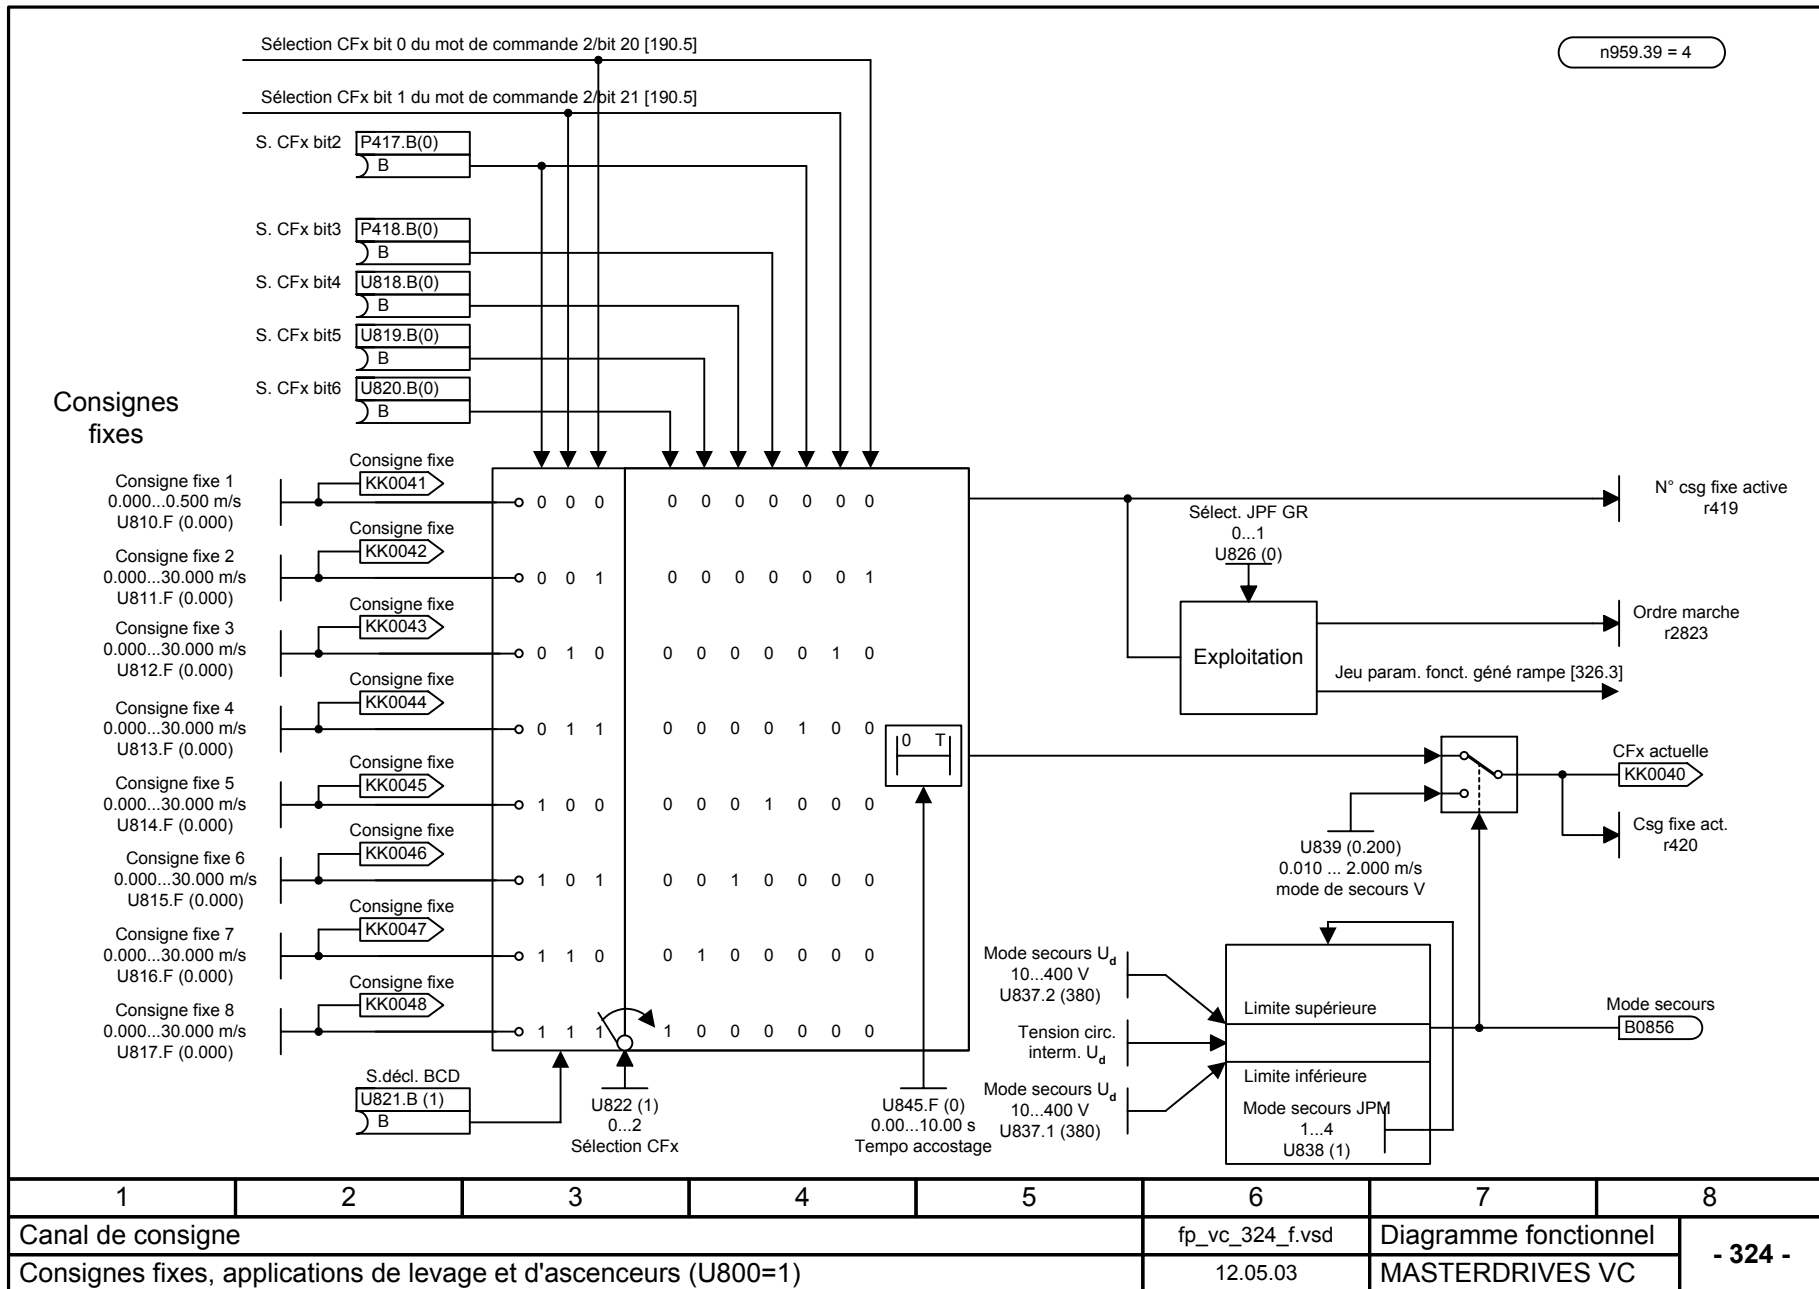 Sélection CFx bit 0 du mot de commande 2/bit 20 [190.5]
n959.39 = 4
Sélection CFx bit 1 du mot de commande 2/bit 21 [190.5]
S. CFx bit2
P417.B(0)
B
S. CFx bit3
P418.B(0)
B
S. CFx bit4
U818.B(0)
B
S. CFx bit5
U819.B(0)
B
S. CFx bit6
U820.B(0)
B
Consignes
fixes
Consigne fixe 1
0.000...0.500 m/s
U810.F (0.000)
Consigne fixe
KK0041
0 0 0 0 0 0 0 0 0 0
Consigne fixe 2
0.000...30.000 m/s
U811.F (0.000)
Consigne fixe
KK0042
0 0 1 0 0 0 0 0 0 1
Consigne fixe 3
0.000...30.000 m/s
U812.F (0.000)
Consigne fixe
KK0043
0 1 0 0 0 0 0 0 1 0
Consigne fixe 4
0.000...30.000 m/s
U813.F (0.000)
Consigne fixe
KK0044
0 1 1 0 0 0 0 1 0 0
Consigne fixe 5
0.000...30.000 m/s
U814.F (0.000)
Consigne fixe
KK0045
1 0 0 0 0 0 1 0 0 0
Consigne fixe 6
0.000...30.000 m/s
U815.F (0.000)
Consigne fixe
KK0046
1 0 1 0 0 1 0 0 0 0
Consigne fixe 7
0.000...30.000 m/s
U816.F (0.000)
Consigne fixe
KK0047
1 1 0 0 1 0 0 0 0 0
Consigne fixe 8
0.000...30.000 m/s
U817.F (0.000)
Consigne fixe
KK0048
1 1 1 1 0 0 0 0 0 0
S.décl. BCD
U821.B (1)
B
U822 (1)
0...2
Sélection CFx
0 T
U845.F (0)
0.00...10.00 s
Tempo accostage
N° csg fixe active
r419
Sélect. JPF GR
0...1
U826 (0)
Exploitation
Ordre marche
r2823
Jeu param. fonct. géné rampe [326.3]
CFx actuelle
KK0040
Csg fixe act.
r420
U839 (0.200)
0.010 ... 2.000 m/s
mode de secours V
Mode secours Ud
10...400 V
U837.2 (380)
Tension circ.
interm. Ud
Mode secours Ud
10...400 V
U837.1 (380)
Limite supérieure
Limite inférieure
Mode secours JPM
1...4
U838 (1)
Mode secours
B0856
1 2 3 4 5 6 7 8
Canal de consigne
fp_vc_324_f.vsd
Diagramme fonctionnel
- 324 -
Consignes fixes, applications de levage et d'ascenceurs (U800=1)
12.05.03
MASTERDRIVES VC